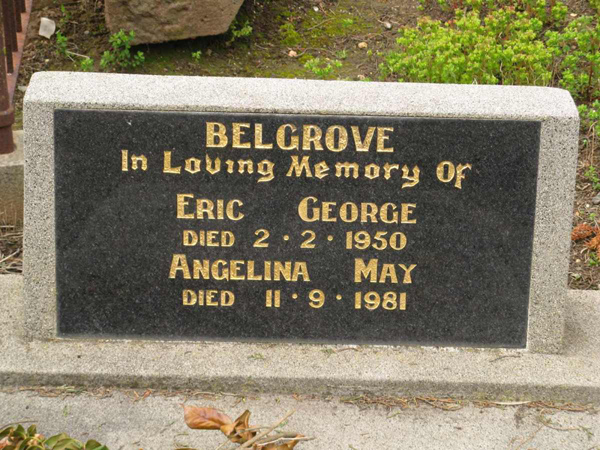 BELGROVE
In Loving Memory Of
ERIC GEORGE
DIED 2 · 2 · 1950
ANGELINA MAY
DIED 11 · 9 · 1981